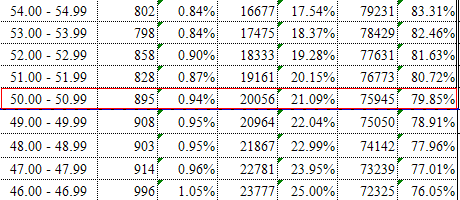 54.00 - 54.99 802 0.84% 16677 17.54% 79231 83.31%
53.00 - 53.99 798 0.84% 17475 18.37% 78429 82.46%
52.00 - 52.99 858 0.90% 18333 19.28% 77631 81.63%
51.00 - 51.99 828 0.87% 19161 20.15% 76773 80.72%
50.00 - 50.99 895 0.94% 20056 21.09% 75945 79.85%
49.00 - 49.99 908 0.95% 20964 22.04% 75050 78.91%
48.00 - 48.99 903 0.95% 21867 22.99% 74142 77.96%
47.00 - 47.99 914 0.96% 22781 23.95% 73239 77.01%
46.00 - 46.99 996 1.05% 23777 25.00% 72325 76.05%